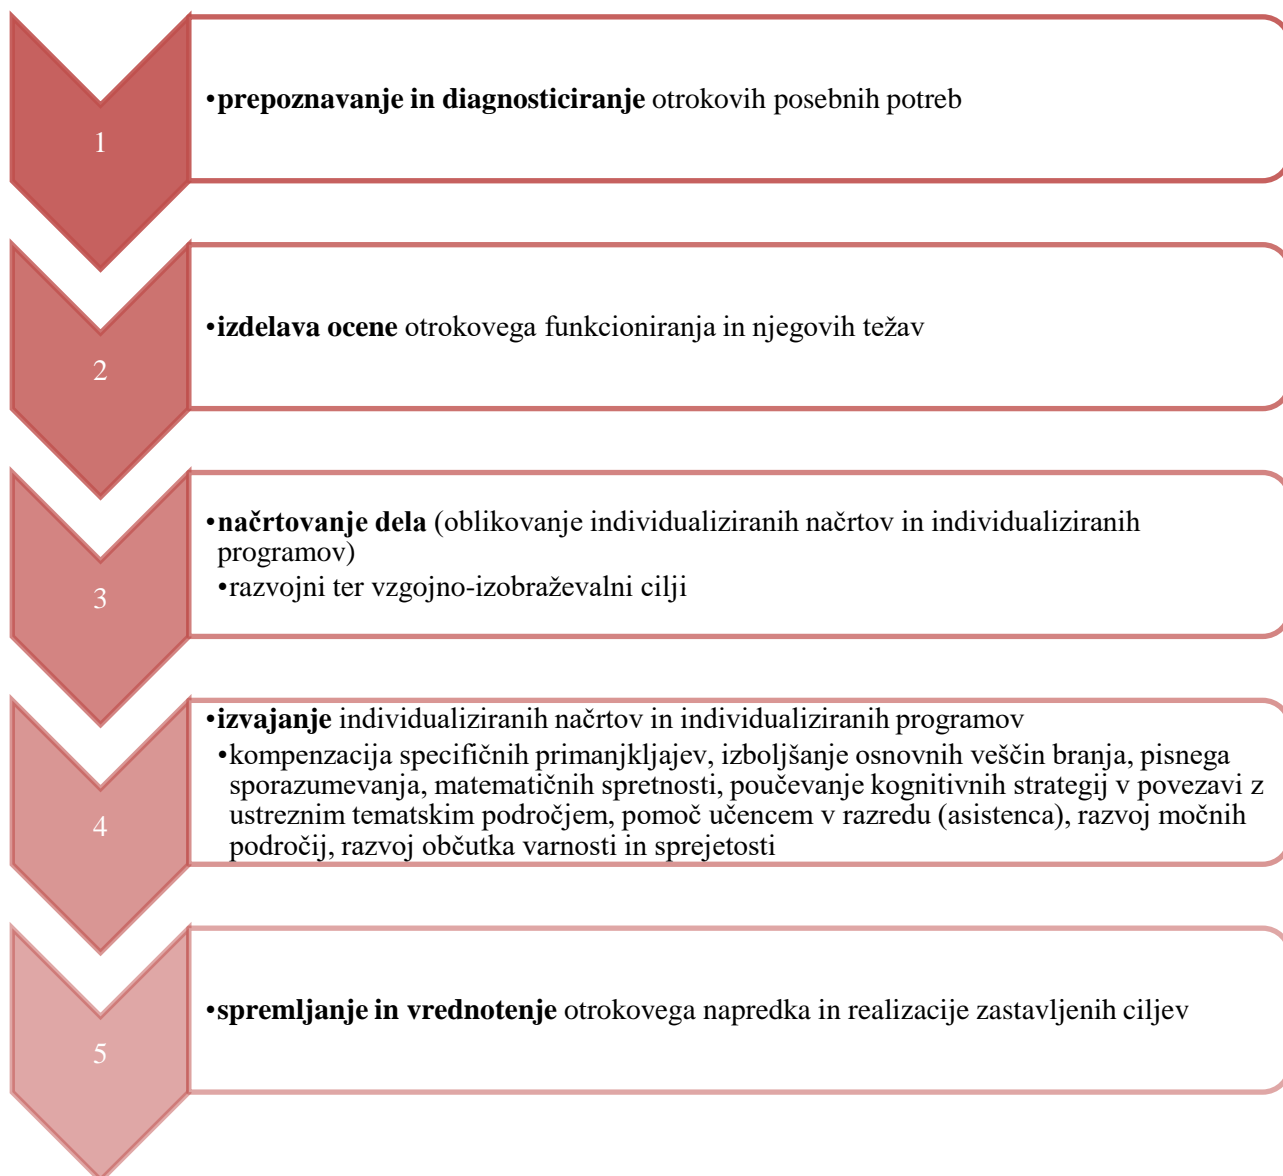 1
•prepoznavanje in diagnosticiranje otrokovih posebnih potreb
2
•izdelava ocene otrokovega funkcioniranja in njegovih težav
3
•načrtovanje dela (oblikovanje individualiziranih načrtov in individualiziranih
programov)
•razvojni ter vzgojno-izobraževalni cilji
4
•izvajanje individualiziranih načrtov in individualiziranih programov
•kompenzacija specifičnih primanjkljajev, izboljšanje osnovnih veščin branja, pisnega
sporazumevanja, matematičnih spretnosti, poučevanje kognitivnih strategij v povezavi z
ustreznim tematskim področjem, pomoč učencem v razredu (asistenca), razvoj močnih
področij, razvoj občutka varnosti in sprejetosti
5
•spremljanje in vrednotenje otrokovega napredka in realizacije zastavljenih ciljev